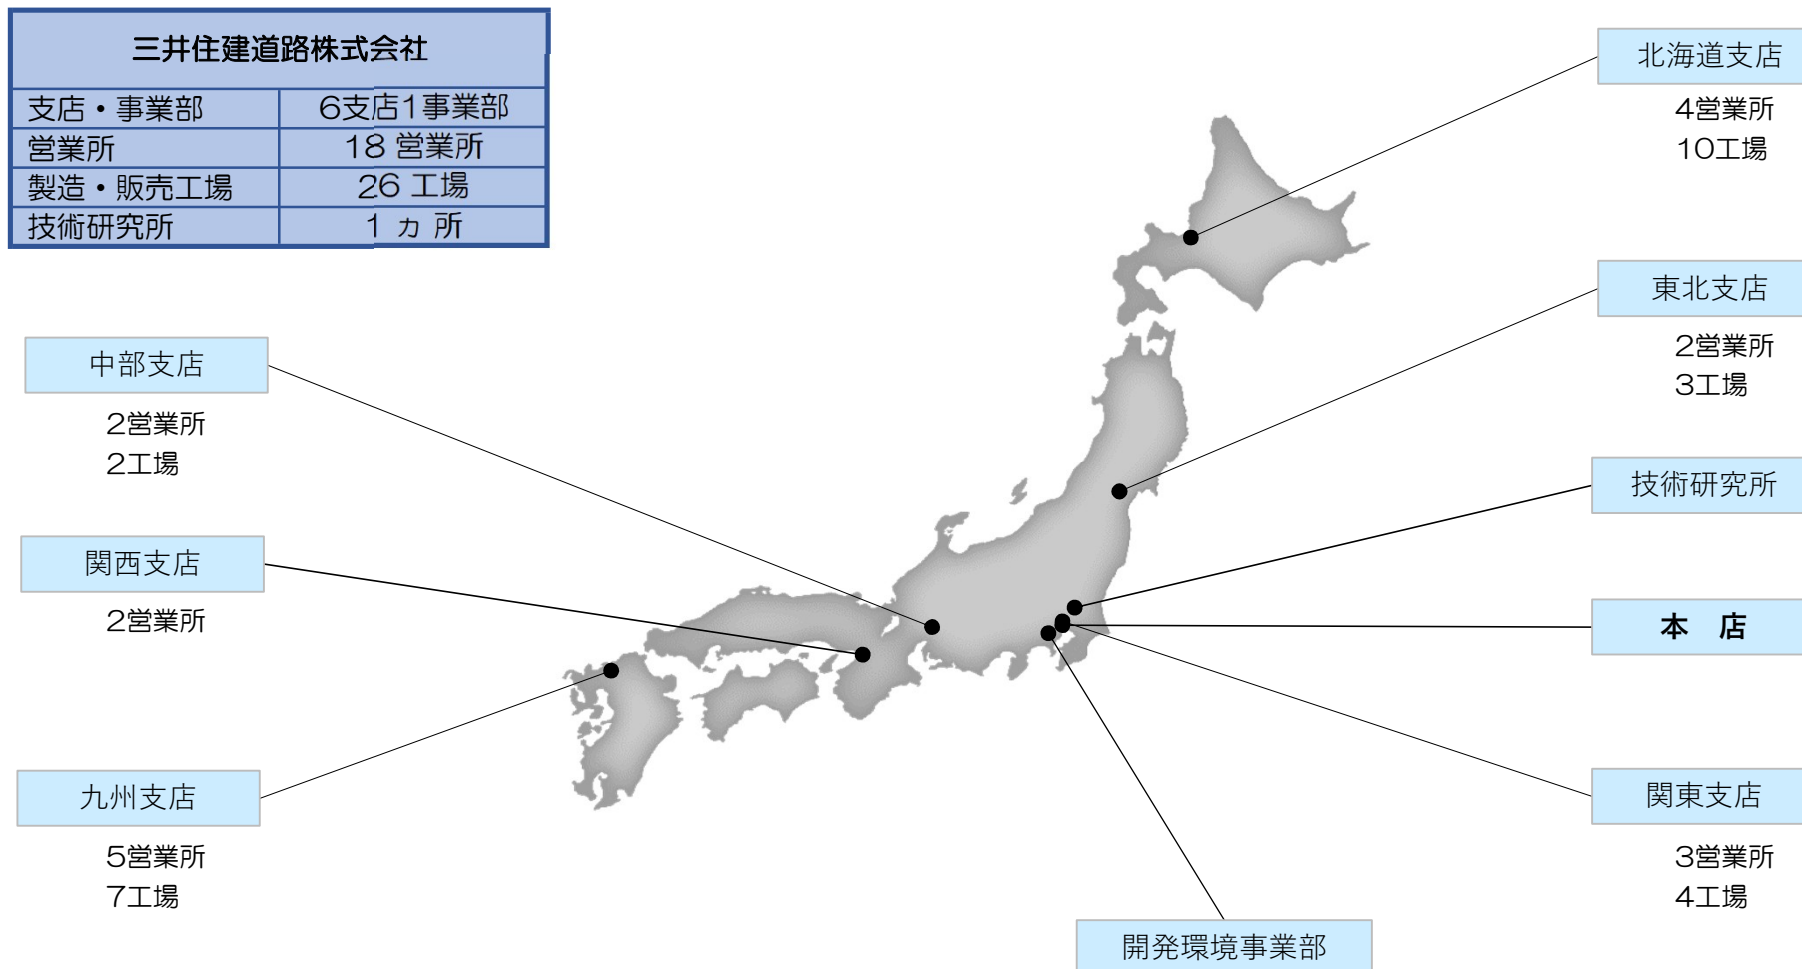 三井住建道路株式会社
支店・事業部 6支店1事業部
営業所 18 営業所
製造・販売工場 26 工場
技術研究所 1 ヵ 所
北海道支店
4営業所
10工場
東北支店
2営業所
3工場
中部支店
2営業所
2工場
技術研究所
関西支店
2営業所
本 店
九州支店
5営業所
7工場
関東支店
3営業所
4工場
開発環境事業部